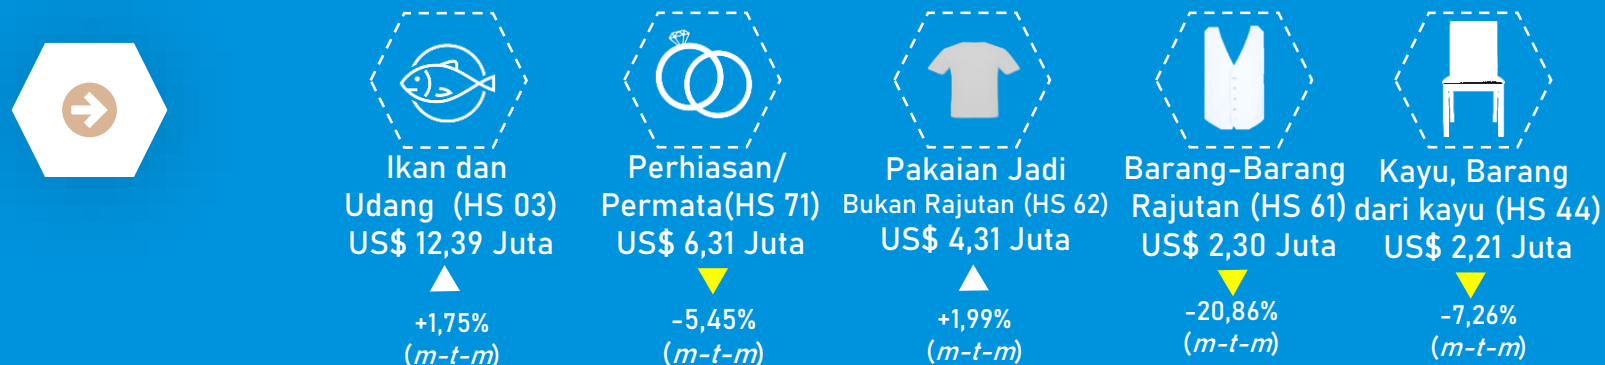 Ikan dan
Udang (HS 03)
US$ 12,39 Juta
+1,75%
(m-t-m)
Perhiasan/
Permata(HS 71)
US$ 6,31 Juta
-5,45%
(m-t-m)
Pakaian Jadi
Bukan Rajutan (HS 62)
US$ 4,31 Juta
+1,99%
(m-t-m)
Barang-Barang
Rajutan (HS 61)
US$ 2,30 Juta
-20,86%
(m-t-m)
Kayu, Barang
dari kayu (HS 44)
US$ 2,21 Juta
-7,26%
(m-t-m)